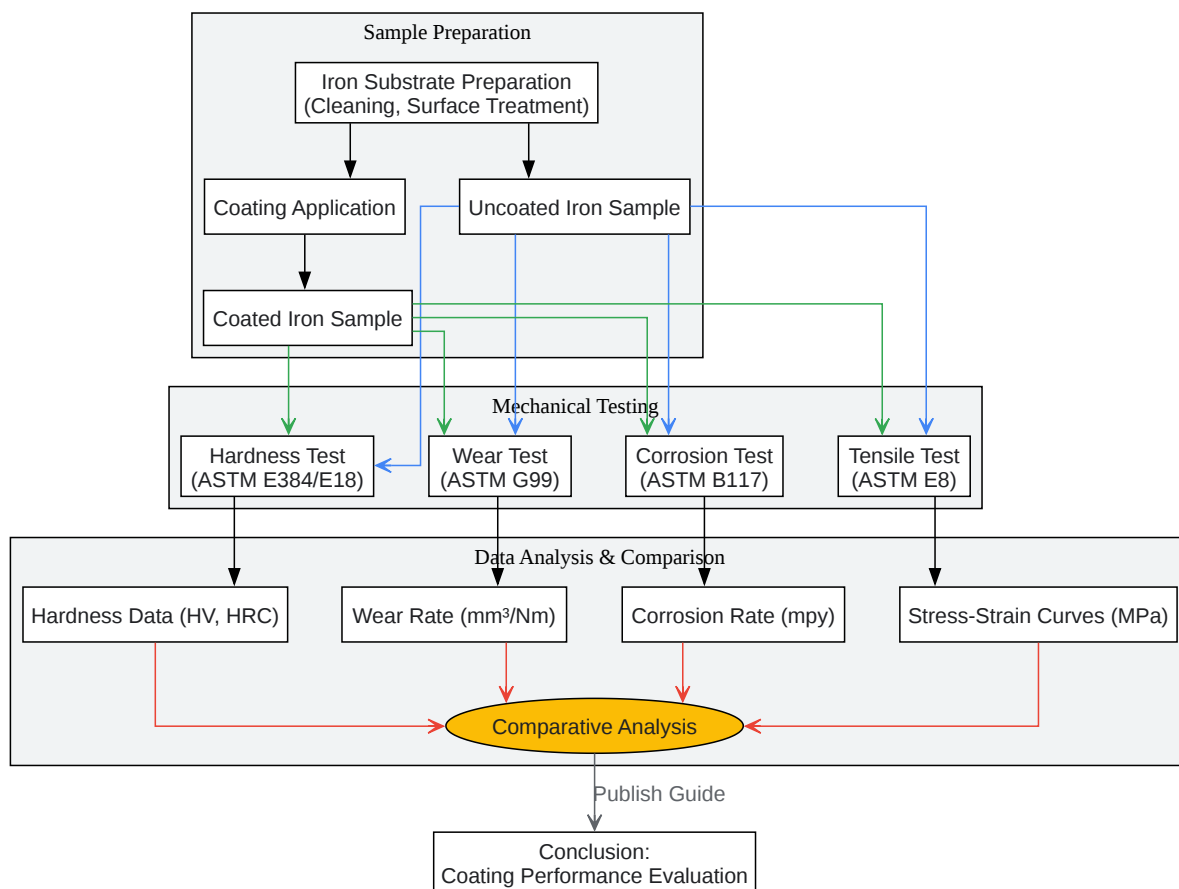 Sample Preparation
Iron Substrate Preparation
(Cleaning, Surface Treatment)
Coating Application
Uncoated Iron Sample
Coated Iron Sample
Mechanical Testing
Hardness Test
(ASTM E384/E18)
Wear Test
(ASTM G99)
Corrosion Test
(ASTM B117)
Tensile Test
(ASTM E8)
Data Analysis & Comparison
Hardness Data (HV, HRC)
Wear Rate (mm³/Nm)
Corrosion Rate (mpy)
Stress-Strain Curves (MPa)
Comparative Analysis
Publish Guide
Conclusion:
Coating Performance Evaluation